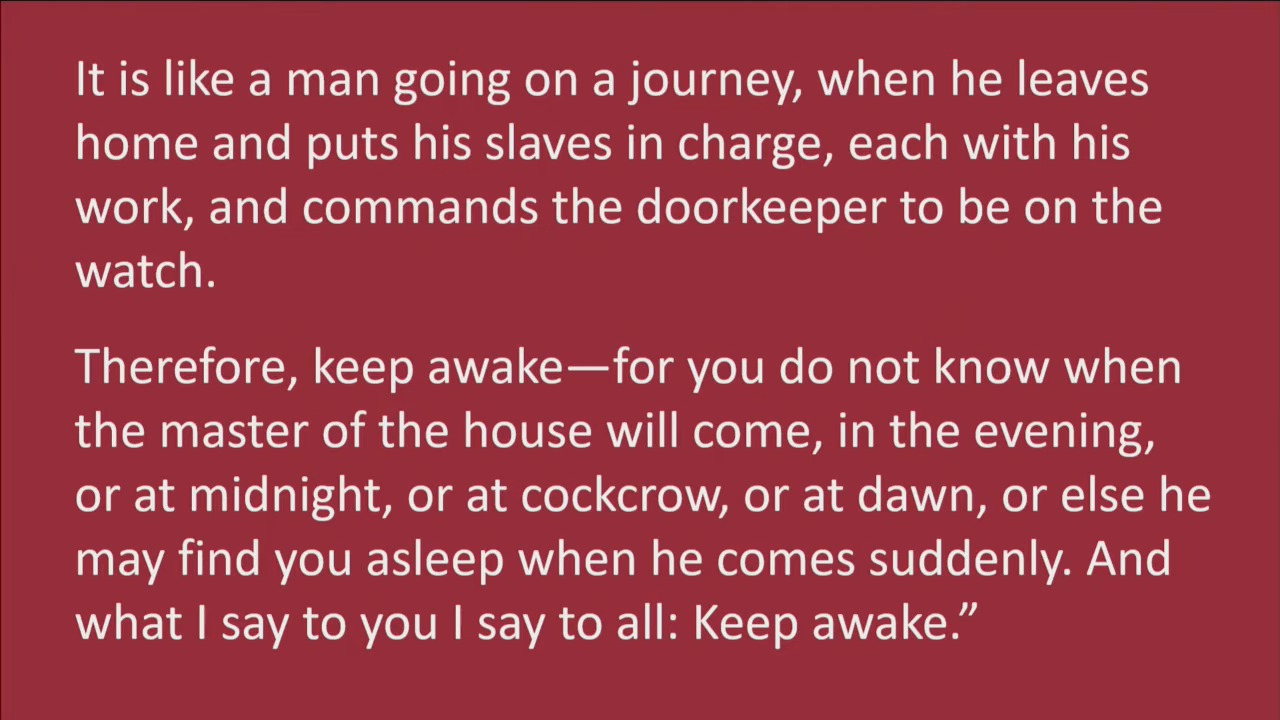 It is like a man going on a journey, when he leaves
home and puts his slaves in charge, each with his
work, and commands the doorkeeper to be on the
watch.
Therefore, keep awake—for you do not know when
the master of the house will come, in the evening,
or at midnight, or at cockcrow, or at dawn, or else he
may find you asleep when he comes suddenly. And
what I say to you I say to all: Keep awake.”